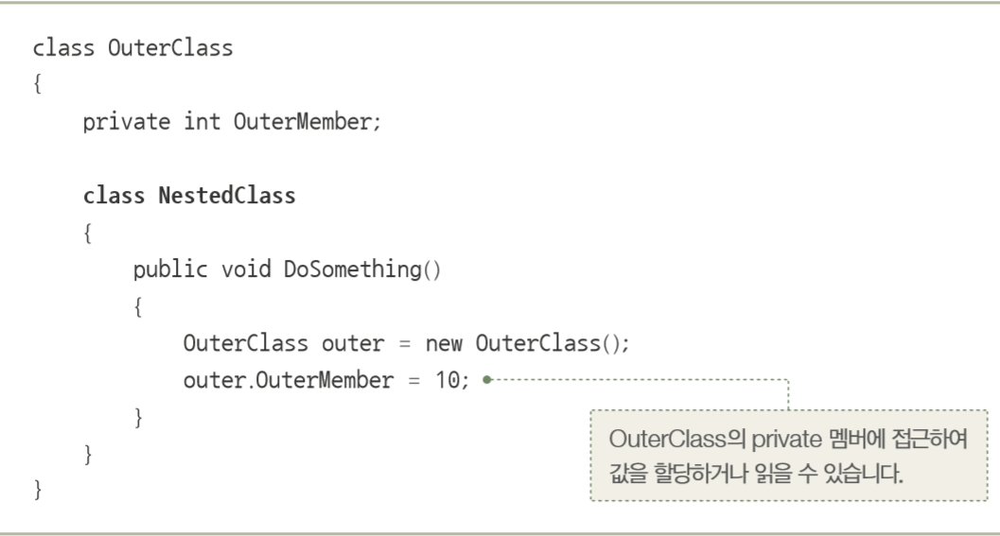 class OuterClass
{
    private int OuterMember;

    class NestedClass
    {
        public void DoSomething()
        {
            OuterClass outer = new OuterClass();
            outer.OuterMember = 10;
        }
    }
}
OuterClass의 private 멤버에 접근하여
값을 할당하거나 읽을 수 있습니다.